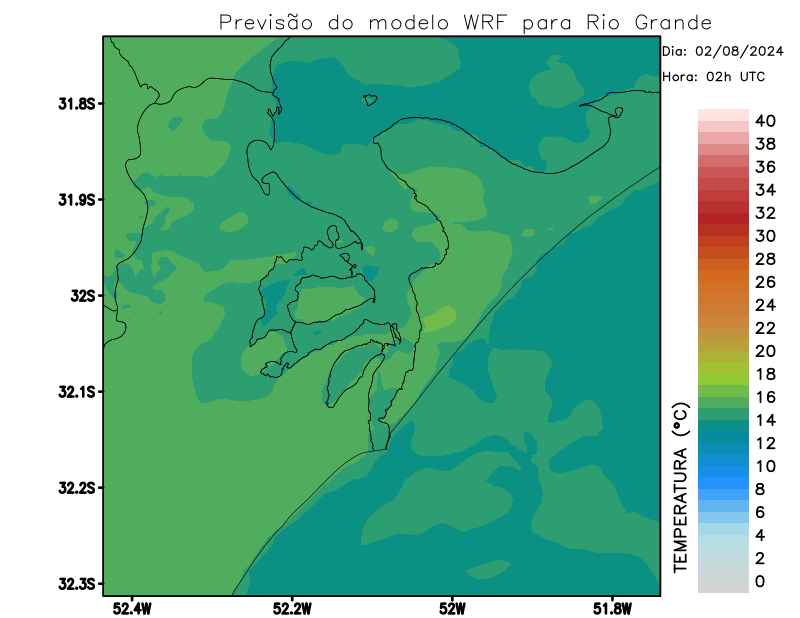 Previsão do modelo WRF para Rio Grande
Dia: 02/08/2024
Hora: 02h UTC
31.8S
31.9S
32S
32.1S
32.2S
32.3S
52.4W
52.2W
52W
51.8W
40
38
36
34
32
30
28
26
24
22
20
18
16
14
12
10
8
6
4
2
0
TEMPERATURA (°C)